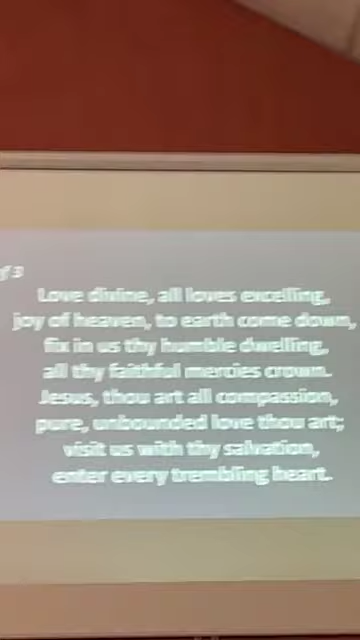 of 3
Love divine, all loves excelling,
joy of heaven, to earth come down,
fix in us thy humble dwelling,
all thy faithful mercies crown.
Jesus, thou art all compassion,
pure, unbounded love thou art;
visit us with thy salvation,
enter every trembling heart.